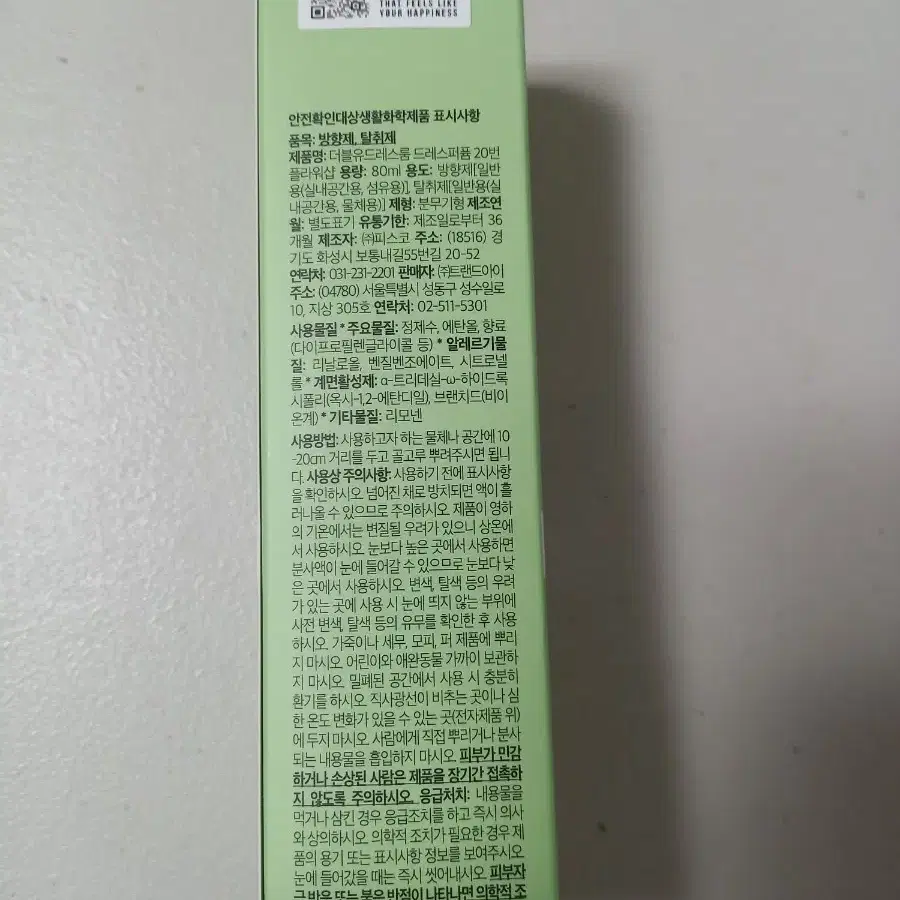 THAT FEELS LIKE
YOUR HAPPINESS
안전확인대상생활화학제품 표시사항
품목: 방향제, 탈취제
제품명: 더블유드레스룸 드레스퍼퓸 20번
플라워샵 용량: 80ml 용도: 방향제[일반
용(실내공간용, 섬유용)], 탈취제[일반용(실
내공간용, 물체용)] 제형: 분무기형 제조연
월: 별도표기 유통기한: 제조일로부터 36
개월 제조자: ㈜피스코 주소: (18516) 경
기도 화성시 보통내길55번길 20-52
연락처: 031-231-2201 판매자: ㈜트랜드아이
주소: (04780) 서울특별시 성동구 성수일로
10, 지상 305호 연락처: 02-511-5301
사용물질 * 주요물질: 정제수, 에탄올, 향료
(다이프로필렌글라이콜 등) * 알레르기물
질: 리날로올, 벤질벤조에이트, 시트로넬
롤 * 계면활성제: α-트리데실-ω-하이드록
시폴리(옥시-1,2-에탄디일), 브랜치드(비이
온계) * 기타물질: 리모넨
사용방법: 사용하고자 하는 물체나 공간에 10
-20cm 거리를 두고 골고루 뿌려주시면 됩니
다. 사용상 주의사항: 사용하기 전에 표시사항
을 확인하시오. 넘어진 채로 방치되면 액이 흘
러나올 수 있으므로 주의하시오. 제품이 영하
의 기온에서는 변질될 우려가 있으니 상온에
서 사용하시오. 눈보다 높은 곳에서 사용하면
분사액이 눈에 들어갈 수 있으므로 눈보다 낮
은 곳에서 사용하시오. 변색, 탈색 등의 우려
가 있는 곳에 사용 시 눈에 띄지 않는 부위에
사전 변색, 탈색 등의 유무를 확인한 후 사용
하시오. 가죽이나 세무, 모피, 퍼 제품에 뿌리
지 마시오. 어린이와 애완동물 가까이 보관하
지 마시오. 밀폐된 공간에서 사용 시 충분히
환기를 하시오. 직사광선이 비추는 곳이나 심
한 온도 변화가 있을 수 있는 곳(전자제품 위)
에 두지 마시오. 사람에게 직접 뿌리거나 분사
되는 내용물을 흡입하지 마시오. 피부가 민감
하거나 손상된 사람은 제품을 장기간 접촉하
지 않도록 주의하시오. 응급처치: 내용물을
먹거나 삼킨 경우 응급조치를 하고 즉시 의사
와 상의하시오. 의학적 조치가 필요한 경우 제
품의 용기 또는 표시사항 정보를 보여주시오.
눈에 들어갔을 때는 즉시 씻어내시오. 피부자
극 반응 또는 붉은 반점이 나타나면 의학적 조